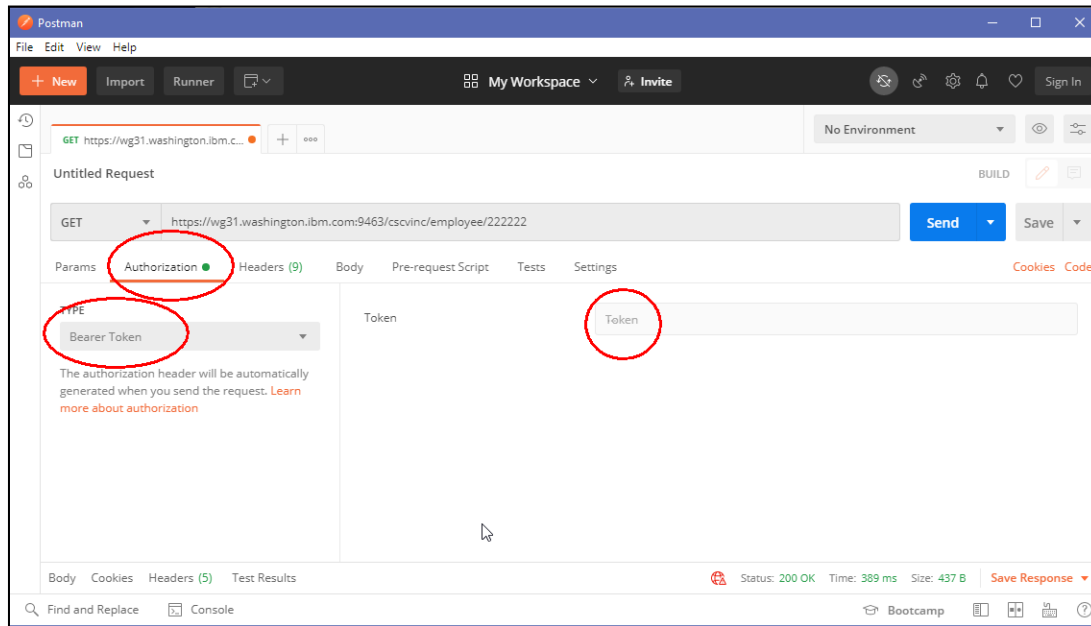 Postman
File Edit View Help
+ New Import Runner My Workspace Invite Sign In
GET https://wg31.washington.ibm.c... No Environment
Untitled Request BUILD
GET https://wg31.washington.ibm.com:9463/cscvinc/employee/222222 Send Save
Params Authorization Headers (9) Body Pre-request Script Tests Settings Cookies Code
TYPE
Token Token
Bearer Token
The authorization header will be automatically
generated when you send the request. Learn
more about authorization
Body Cookies Headers (5) Test Results Status: 200 OK Time: 389 ms Size: 437 B Save Response
Find and Replace Console Bootcamp